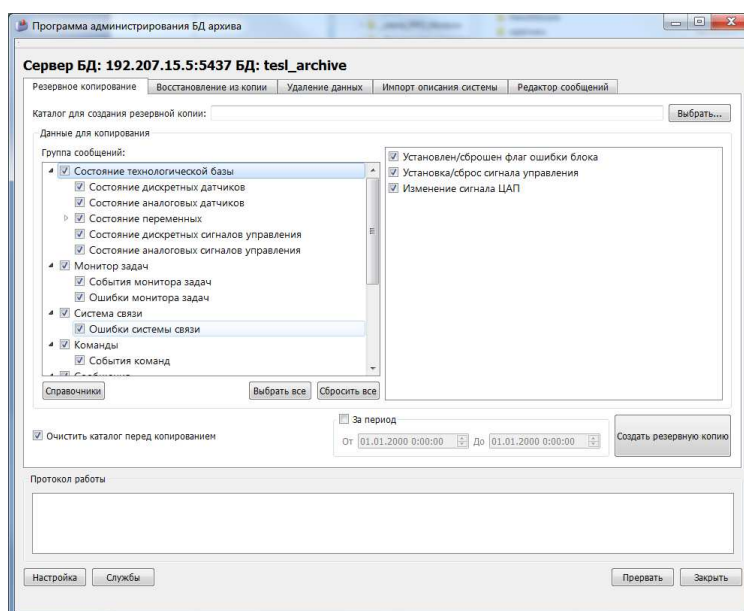 Программа администрирования БД архива
Сервер БД: 192.207.15.5:5437 БД: tesl_archive
Резервное копирование Восстановление из копии Удаление данных Импорт описания системы Редактор сообщений
Каталог для создания резервной копии: Выбрать...
Данные для копирования
Группа сообщений:
Состояние технологической базы
Состояние дискретных датчиков
Состояние аналоговых датчиков
Состояние переменных
Состояние дискретных сигналов управления
Состояние аналоговых сигналов управления
Монитор задач
События монитора задач
Ошибки монитора задач
Система связи
Ошибки системы связи
Команды
События команд
Установлен/сброшен флаг ошибки блока
Установка/сброс сигнала управления
Изменение сигнала ЦАП
Справочники Выбрать все Сбросить все
Очистить каталог перед копированием
За период
От 01.01.2000 0:00:00 До 01.01.2000 0:00:00
Создать резервную копию
Протокол работы
Настройка Службы Прервать Закрыть